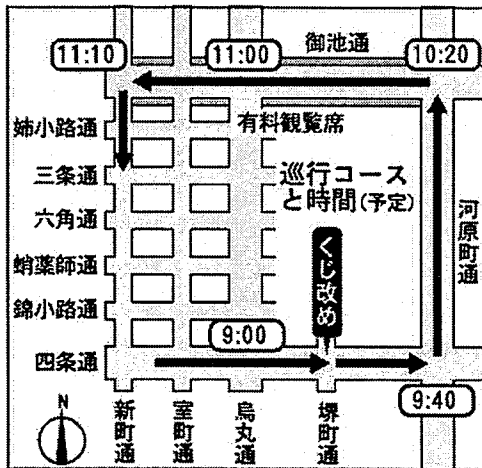 御池通
11:10
11:00
10:20
有料観覧席
姉小路通
三条通
六角通
蛸薬師通
錦小路通
四条通
巡行コース
と時間(予定)
くじ改め
河原町通
9:00
9:40
N
新町通
室町通
烏丸通
堺町通